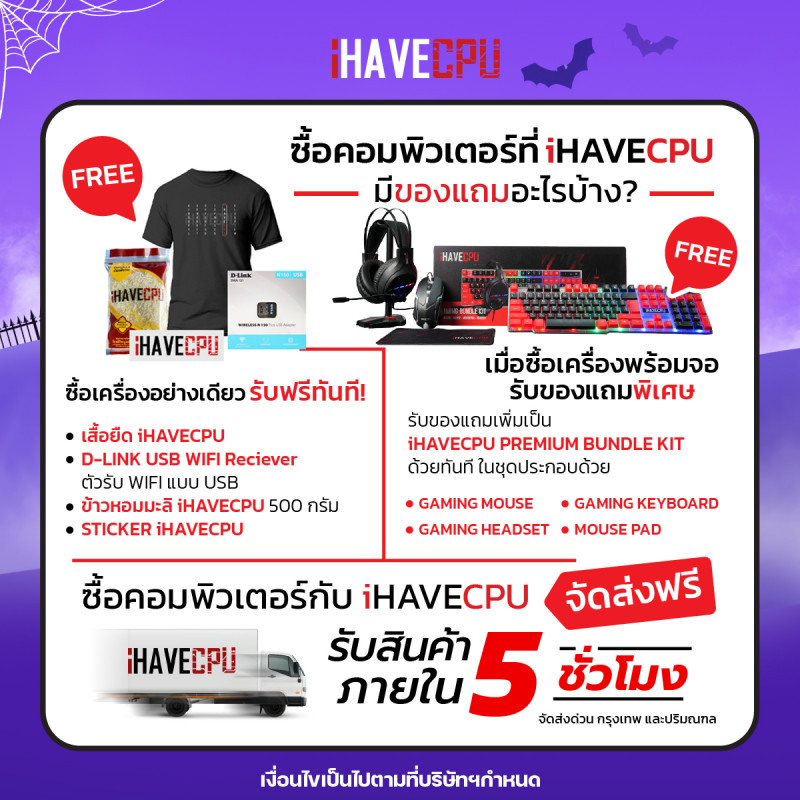 iHAVECPU
ซื้อคอมพิวเตอร์ที่ iHAVECPU
มีของแถมอะไรบ้าง?
FREE
FREE
iHAVECPU
D-Link
N150 USB
WIRELESS N 150 Pico USB Adapter
iHAVECPU
iHAVECPU
GAMING BUNDLE KIT
iHAVECPU
ซื้อเครื่องอย่างเดียว รับฟรีทันที!
เสื้อยืด iHAVECPU
D-LINK USB WIFI Reciever
ตัวรับ WIFI แบบ USB
ข้าวหอมมะลิ iHAVECPU 500 กรัม
STICKER iHAVECPU
เมื่อซื้อเครื่องพร้อมจอ
รับของแถมพิเศษ
รับของแถมเพิ่มเป็น
iHAVECPU PREMIUM BUNDLE KIT
ด้วยทันที ในชุดประกอบด้วย
GAMING MOUSE
GAMING KEYBOARD
GAMING HEADSET
MOUSE PAD
ซื้อคอมพิวเตอร์กับ iHAVECPU จัดส่งฟรี
iHAVECPU
รับสินค้า
ภายใน 5 ชั่วโมง
จัดส่งด่วน กรุงเทพ และปริมณฑล
เงื่อนไขเป็นไปตามที่บริษัทฯกำหนด